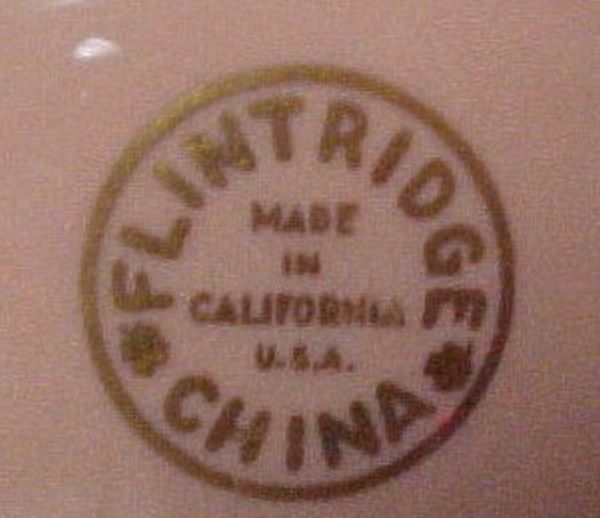 FLINTRIDGE
MADE
IN
CALIFORNIA
U.S.A.
CHINA